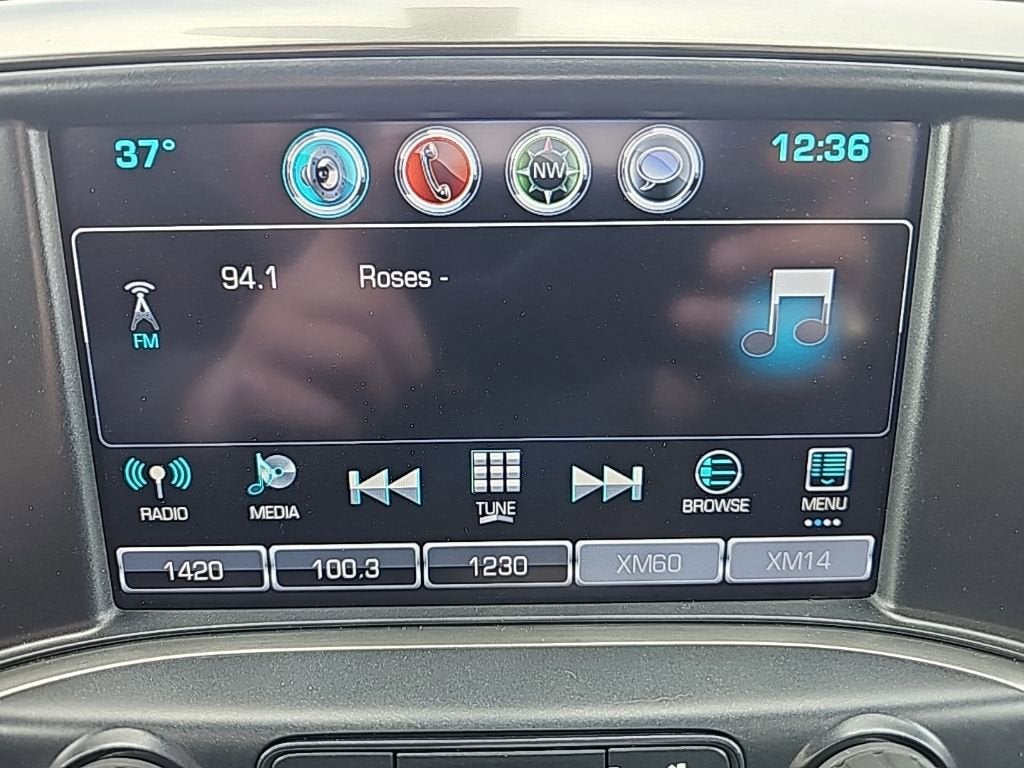 37° NW 12:36
94.1 Roses -
FM
RADIO MEDIA TUNE BROWSE MENU
1420 100.3 1230 XM60 XM14